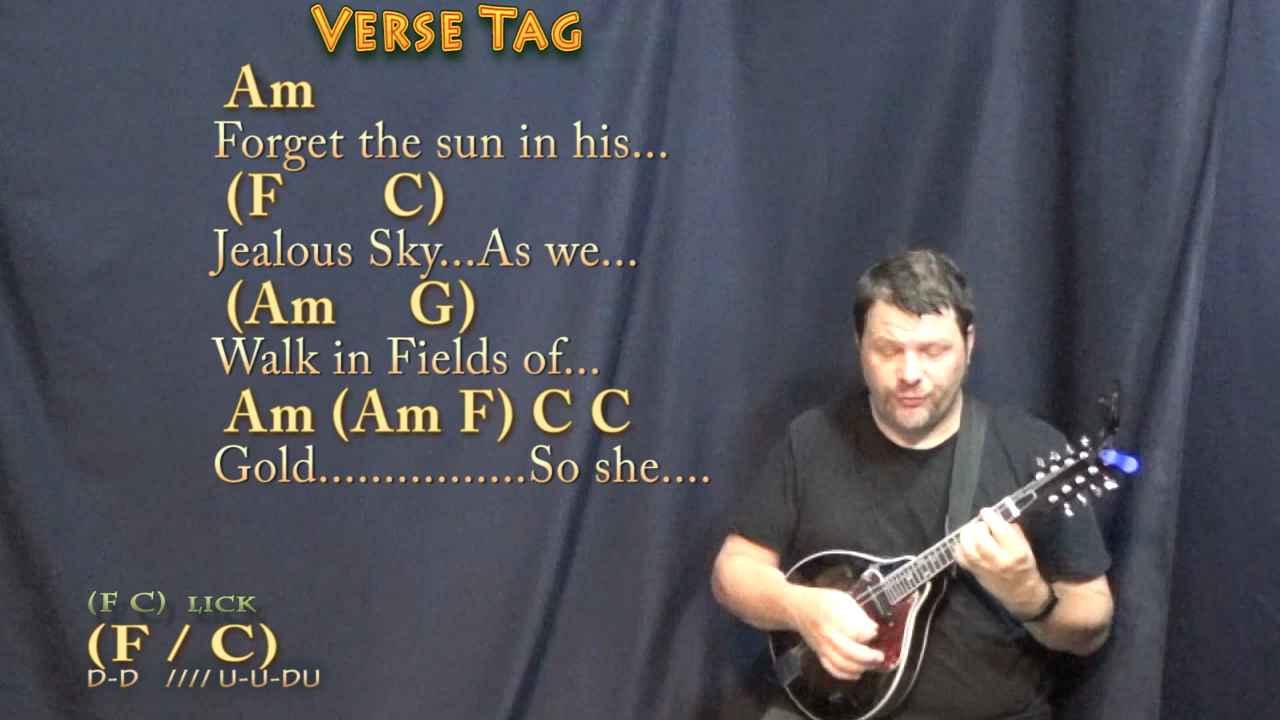 VERSE TAG
Am
Forget the sun in his...
(F C)
Jealous Sky...As we...
(Am G)
Walk in Fields of...
Am (Am F) C C
Gold................So she....
(F C) LICK
(F / C)
D-D //// U-U-DU